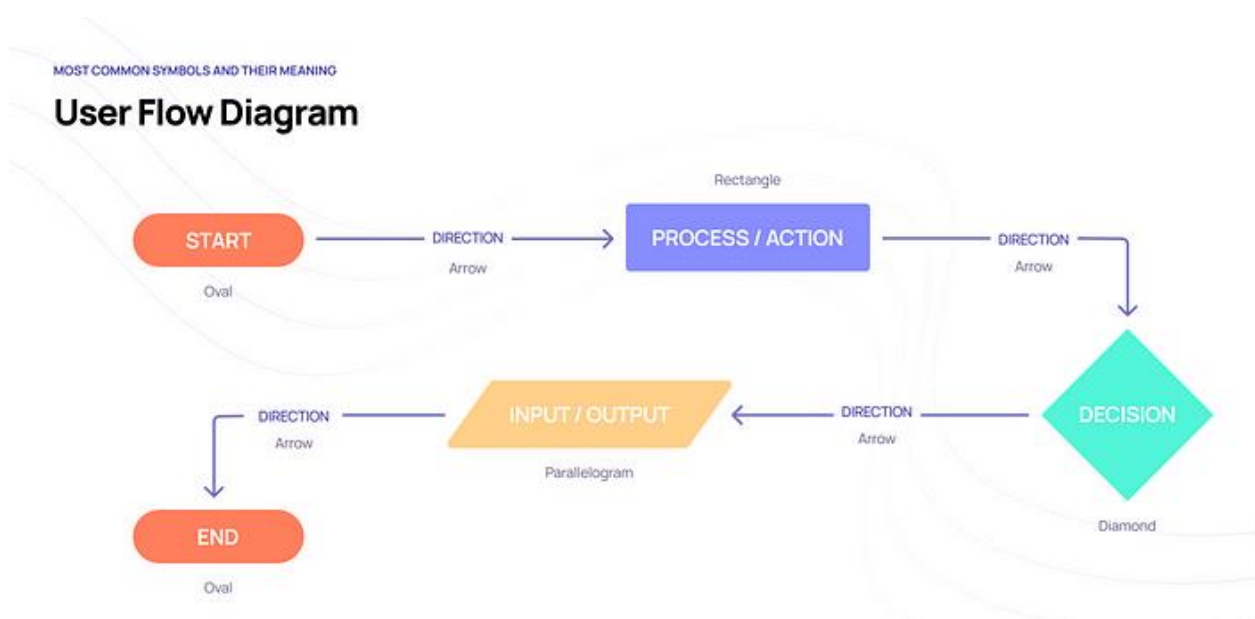 MOST COMMON SYMBOLS AND THEIR MEANING
User Flow Diagram
Rectangle
START
DIRECTION
PROCESS / ACTION
DIRECTION
Arrow
Arrow
Oval
INPUT / OUTPUT
DIRECTION
DECISION
DIRECTION
Arrow
Arrow
Parallelogram
END
Diamond
Oval